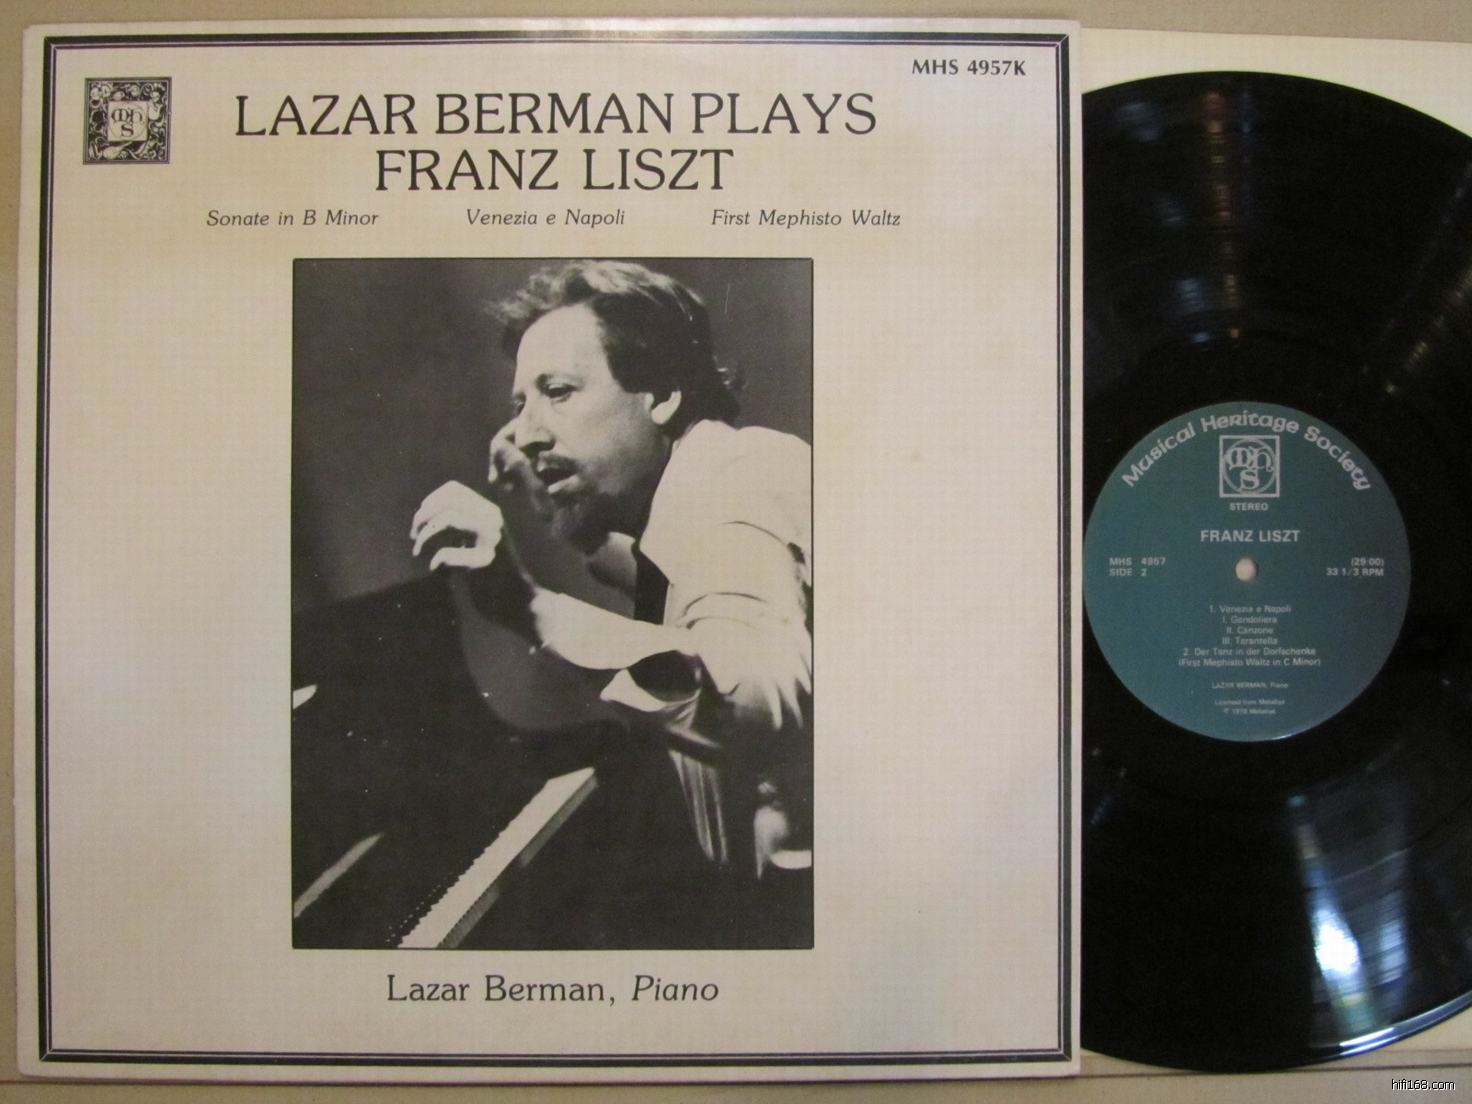 MHS 4957K
LAZAR BERMAN PLAYS
FRANZ LISZT
Sonate in B Minor Venezia e Napoli First Mephisto Waltz
Lazar Berman, Piano
Musical Heritage Society
STEREO
FRANZ LISZT
MHS 4957 (29:00)
SIDE 2 33 1/3 RPM
1. Venezia e Napoli
I. Gondoliera
II. Canzone
III. Tarantella
2. Der Tanz in der Dorfschenke
(First Mephisto Waltz in C Minor)
LAZAR BERMAN, Piano
Licensed from Melodiya
hifi168.com